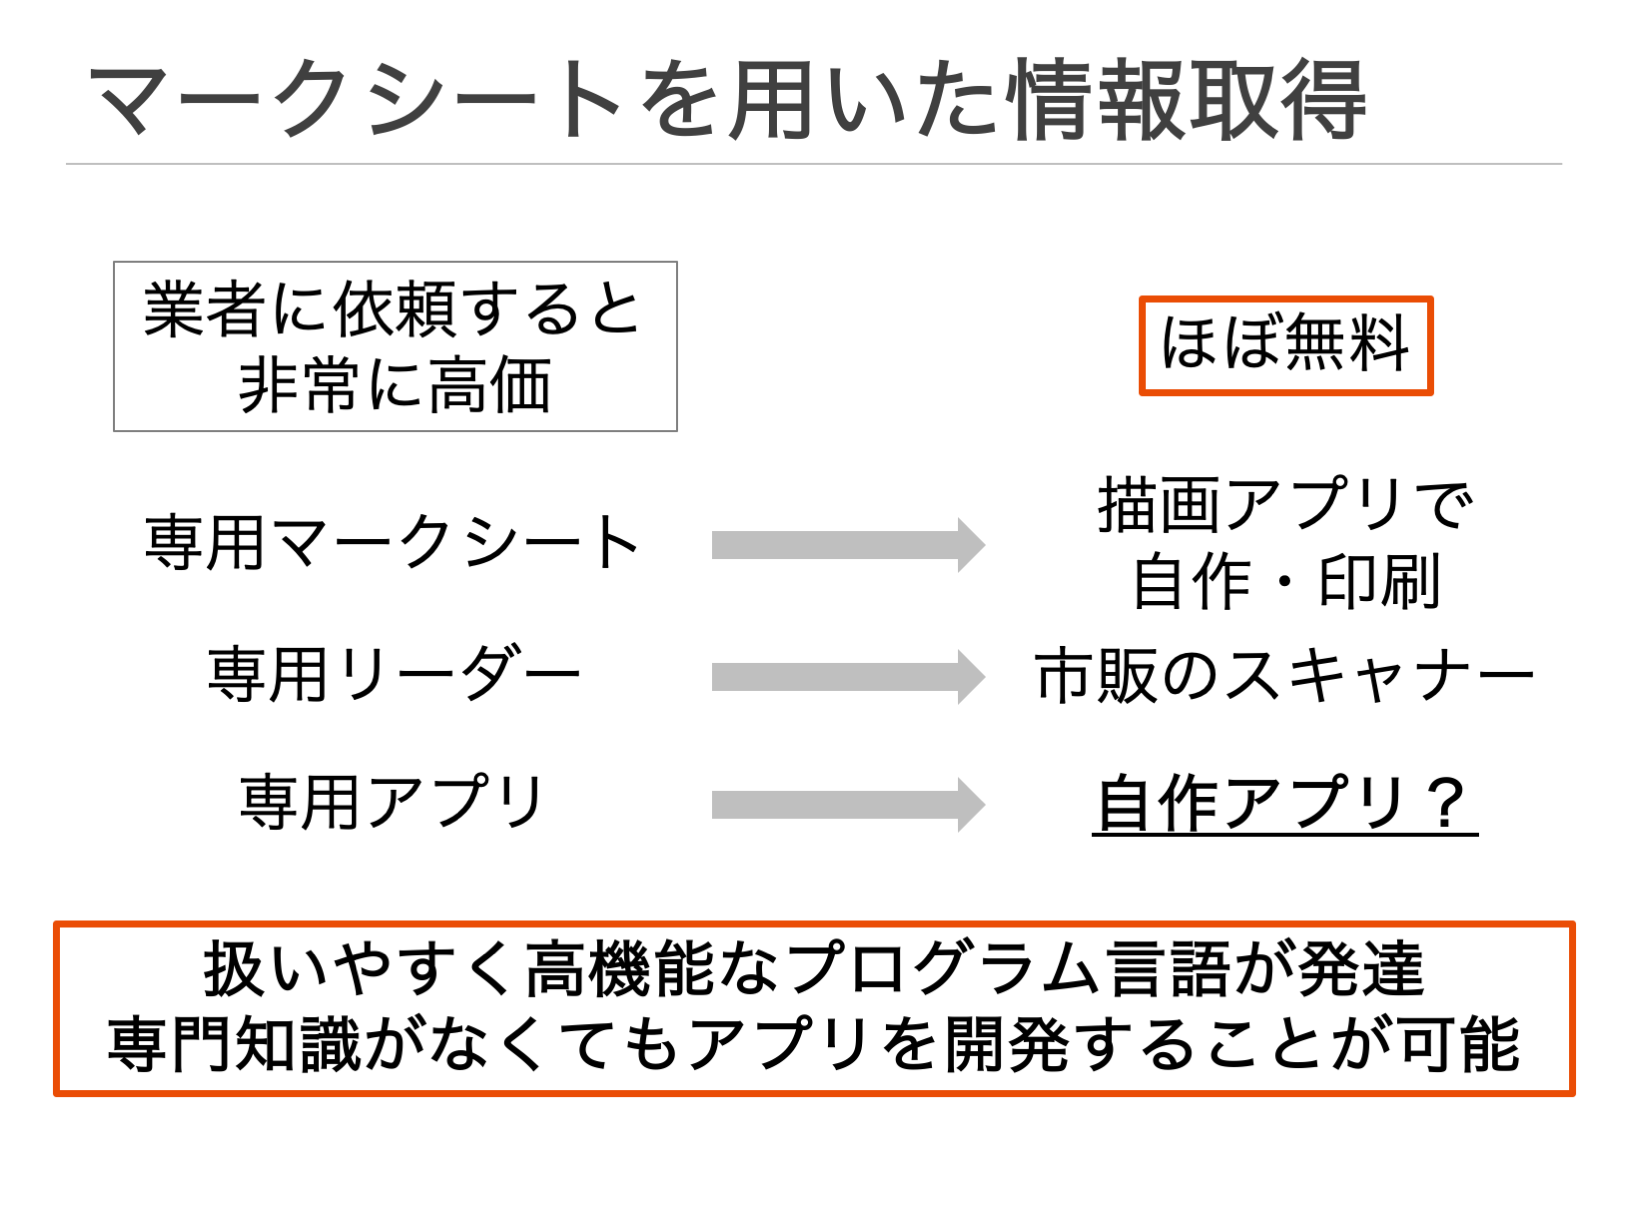 マークシートを用いた情報取得
業者に依頼すると
非常に高価
ほぼ無料
専用マークシート
描画アプリで
自作・印刷
専用リーダー
市販のスキャナー
専用アプリ
自作アプリ？
扱いやすく高機能なプログラム言語が発達
専門知識がなくてもアプリを開発することが可能